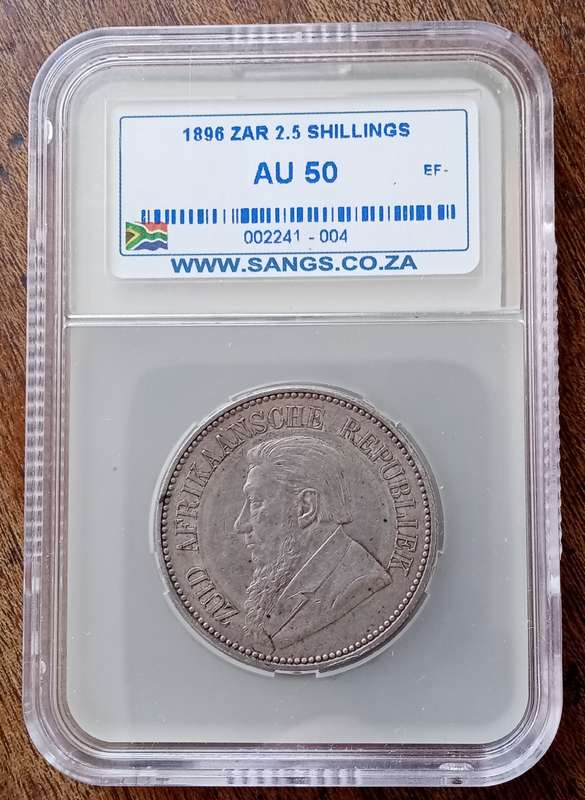 1896 ZAR 2.5 SHILLINGS
AU 50
EF-
002241 - 004
WWW.SANGS.CO.ZA
ZUID AFRIKAANSCHE REPUBLIEK